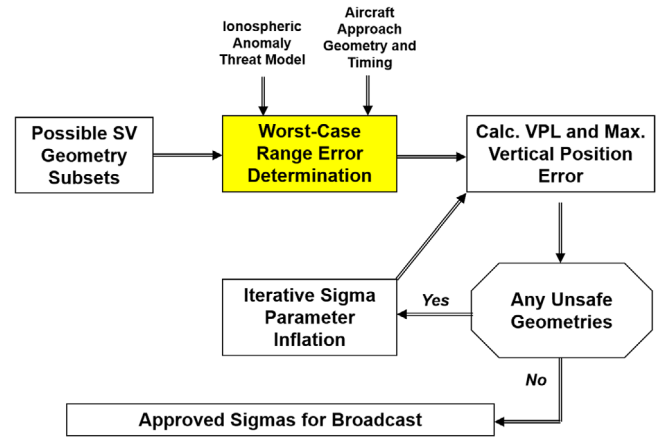 Ionospheric
Anomaly
Threat Model
Aircraft
Approach
Geometry and
Timing
Possible SV
Geometry
Subsets
Worst-Case
Range Error
Determination
Calc. VPL and Max.
Vertical Position
Error
Iterative Sigma
Parameter
Inflation
Yes
Any Unsafe
Geometries
No
Approved Sigmas for Broadcast